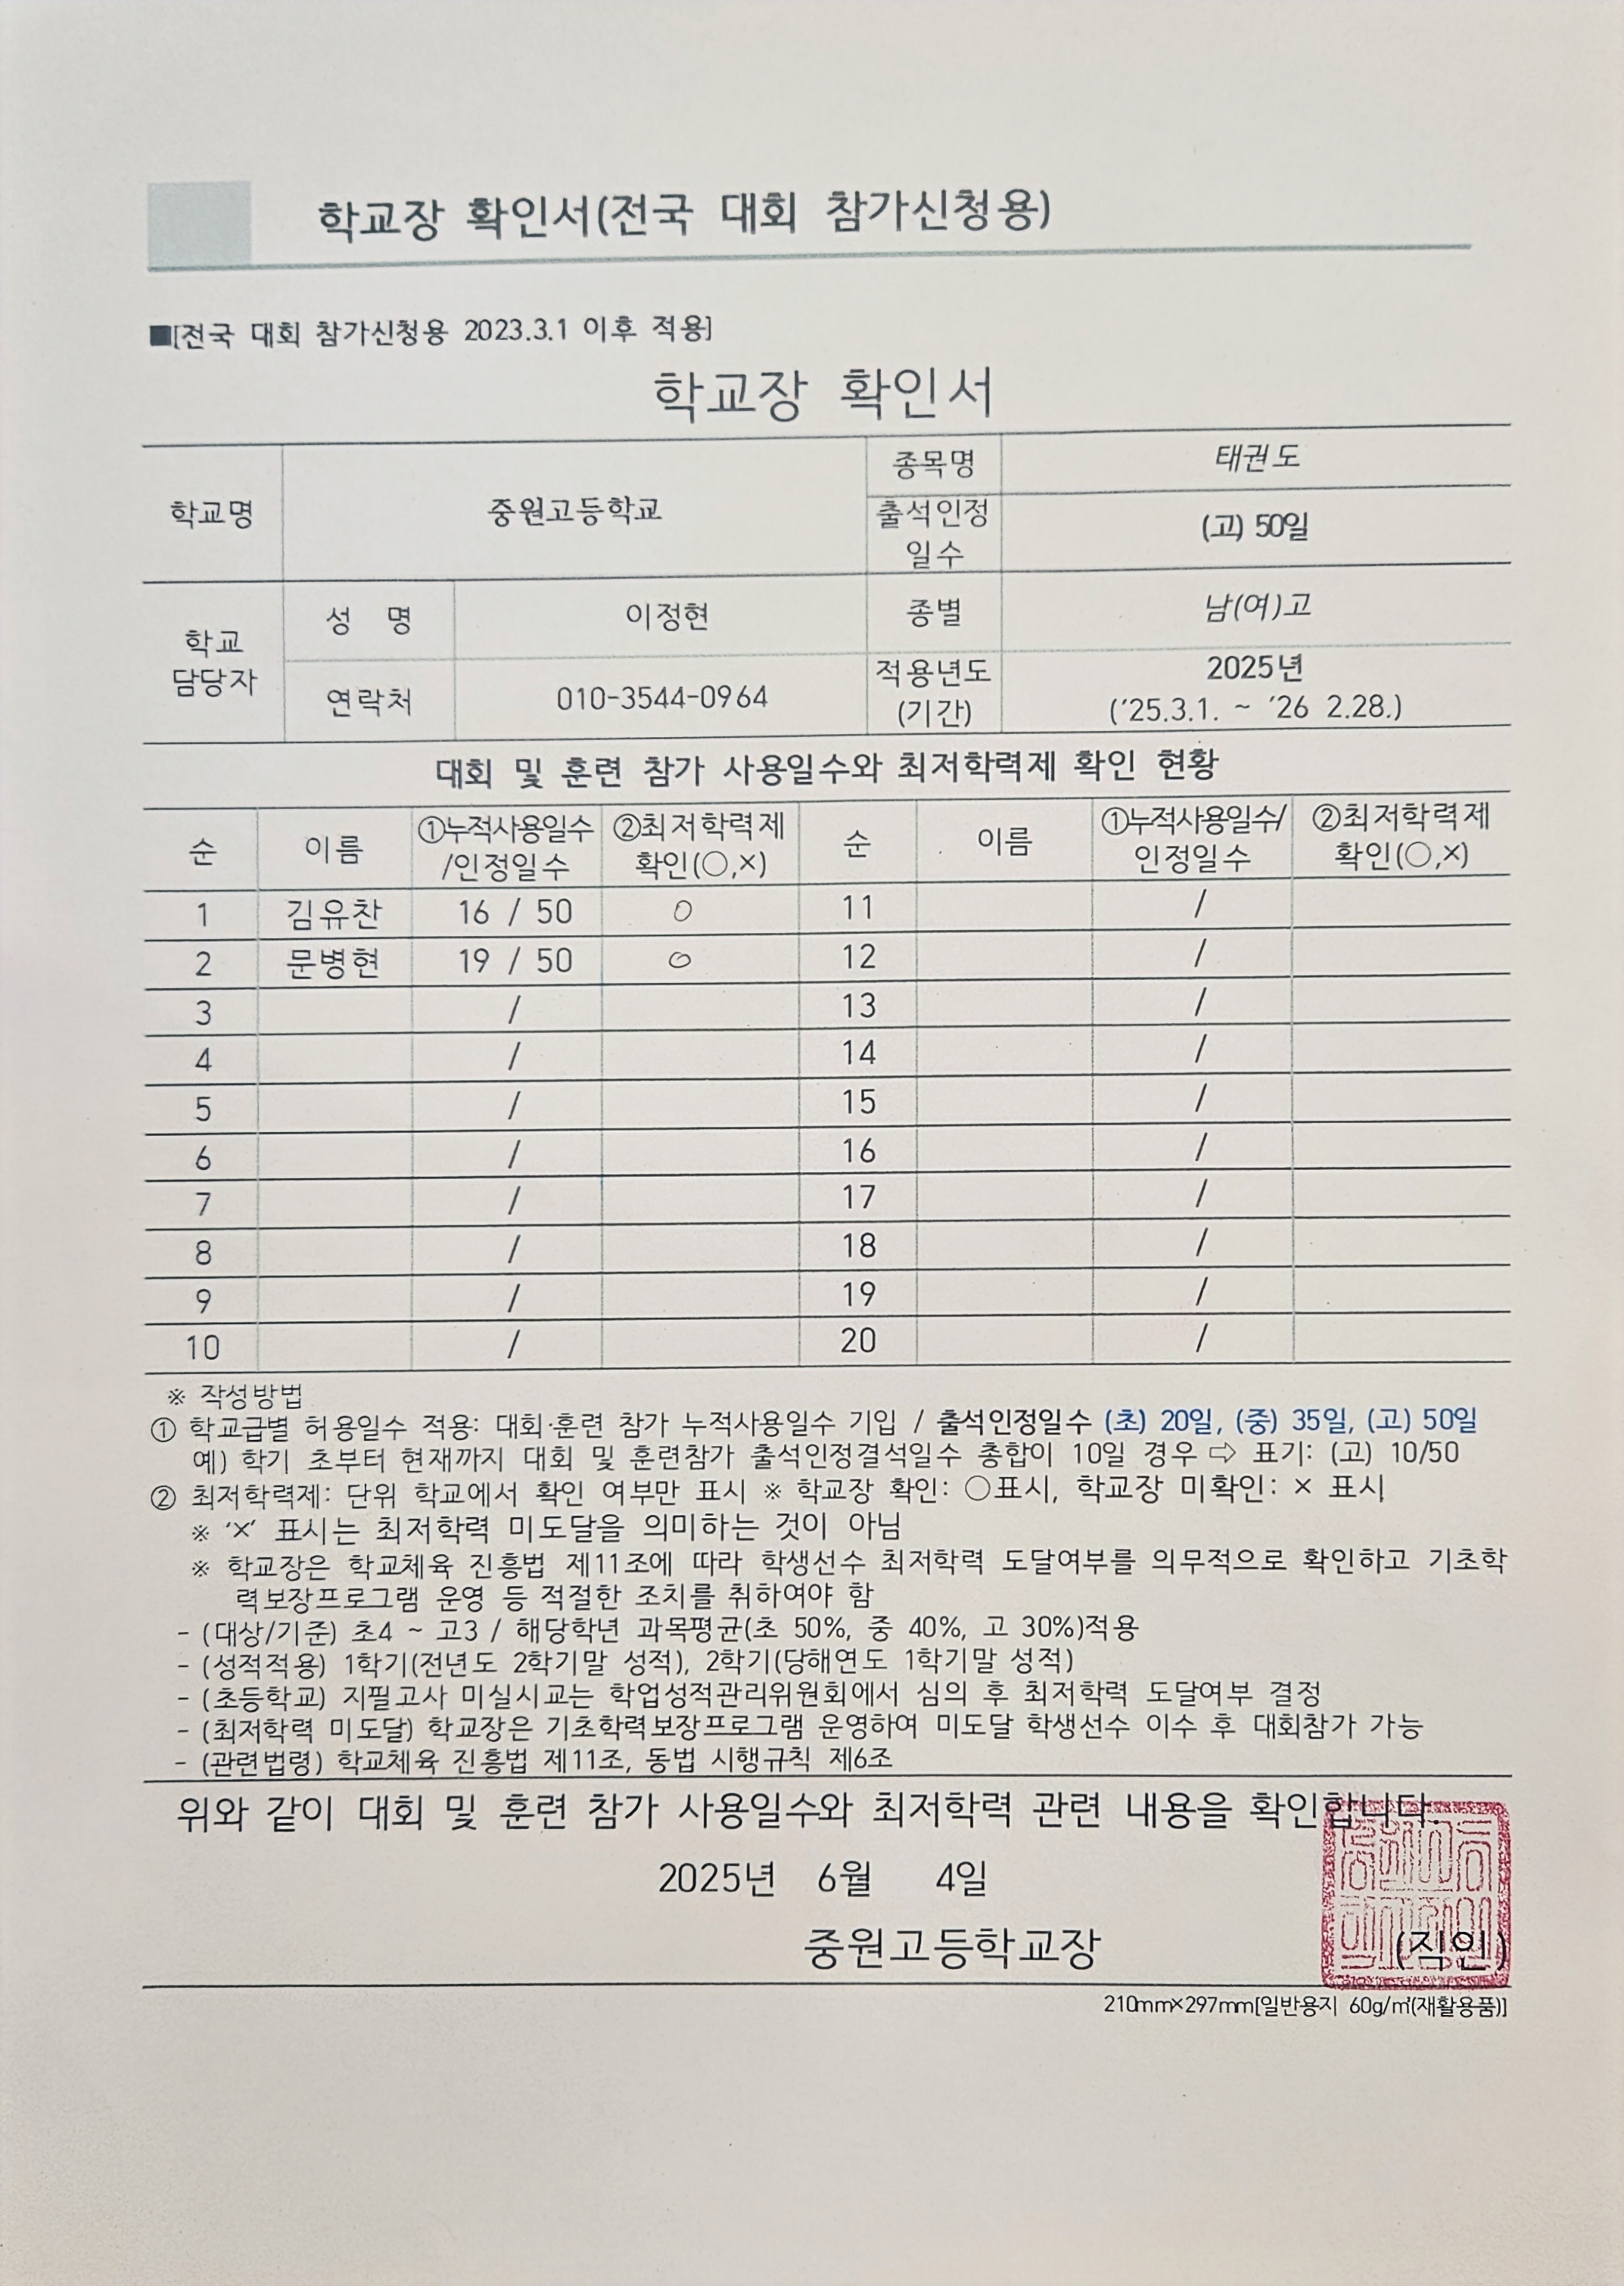 학교장 확인서(전국 대회 참가신청용)
■[전국 대회 참가신청용 2023.3.1 이후 적용]
학교장 확인서
학교명 중원고등학교 종목명 태권도
출석인정 일수 (고) 50일
학교 담당자 성 명 이정현 종별 남(여)고
연락처 010-3544-0964 적용년도 (기간) 2025년 ('25.3.1. ~ '26 2.28.)
대회 및 훈련 참가 사용일수와 최저학력제 확인 현황
순 이름 ①누적사용일수 /인정일수 ②최저학력제 확인(○,×) 순 이름 ①누적사용일수/ 인정일수 ②최저학력제 확인(○,×)
1 김유찬 16 / 50 ○ 11 /
2 문병현 19 / 50 ○ 12 /
3 / 13 /
4 / 14 /
5 / 15 /
6 / 16 /
7 / 17 /
8 / 18 /
9 / 19 /
10 / 20 /
※ 작성방법
① 학교급별 허용일수 적용: 대회·훈련 참가 누적사용일수 기입 / 출석인정일수 (초) 20일, (중) 35일, (고) 50일
예) 학기 초부터 현재까지 대회 및 훈련참가 출석인정결석일수 총합이 10일 경우 ⇨ 표기: (고) 10/50
② 최저학력제: 단위 학교에서 확인 여부만 표시 ※ 학교장 확인: ○표시, 학교장 미확인: × 표시
※ '×' 표시는 최저학력 미도달을 의미하는 것이 아님
※ 학교장은 학교체육 진흥법 제11조에 따라 학생선수 최저학력 도달여부를 의무적으로 확인하고 기초학
력보장프로그램 운영 등 적절한 조치를 취하여야 함
- (대상/기준) 초4 ~ 고3 / 해당학년 과목평균(초 50%, 중 40%, 고 30%)적용
- (성적적용) 1학기(전년도 2학기말 성적), 2학기(당해연도 1학기말 성적)
- (초등학교) 지필고사 미실시교는 학업성적관리위원회에서 심의 후 최저학력 도달여부 결정
- (최저학력 미도달) 학교장은 기초학력보장프로그램 운영하여 미도달 학생선수 이수 후 대회참가 가능
- (관련법령) 학교체육 진흥법 제11조, 동법 시행규칙 제6조
위와 같이 대회 및 훈련 참가 사용일수와 최저학력 관련 내용을 확인합니다.
2025년 6월 4일
중원고등학교장 (직인)
210mm×297mm[일반용지 60g/㎡(재활용품)]